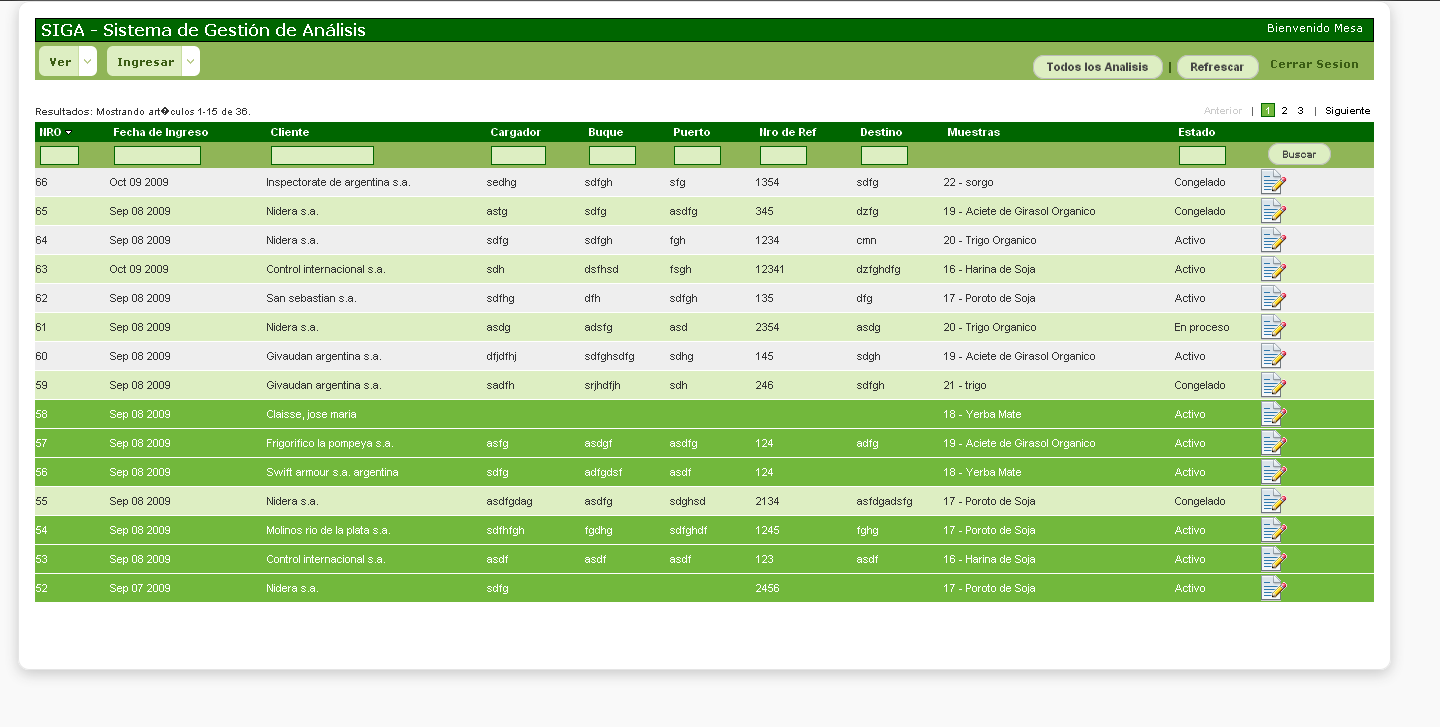 SIGA - Sistema de Gestión de Análisis
Bienvenido Mesa
Ver Ingresar Todos los Analisis | Refrescar Cerrar Sesion
Resultados: Mostrando art�culos 1-15 de 36. Anterior | 1 2 3 | Siguiente
NRO Fecha de Ingreso Cliente Cargador Buque Puerto Nro de Ref Destino Muestras Estado
Buscar
66 Oct 09 2009 Inspectorate de argentina s.a. sedhg sdfgh sfg 1354 sdfg 22 - sorgo Congelado
65 Sep 08 2009 Nidera s.a. astg sdfg asdfg 345 dzfg 19 - Aciete de Girasol Organico Congelado
64 Sep 08 2009 Nidera s.a. sdfg sdfgh fgh 1234 cmn 20 - Trigo Organico Activo
63 Oct 09 2009 Control internacional s.a. sdh dsfhsd fsgh 12341 dzfghdfg 16 - Harina de Soja Activo
62 Sep 08 2009 San sebastian s.a. sdfhg dfh sdfgh 135 dfg 17 - Poroto de Soja Activo
61 Sep 08 2009 Nidera s.a. asdg adsfg asd 2354 asdg 20 - Trigo Organico En proceso
60 Sep 08 2009 Givaudan argentina s.a. dfjdfhj sdfghsdfg sdhg 145 sdgh 19 - Aciete de Girasol Organico Activo
59 Sep 08 2009 Givaudan argentina s.a. sadfh srjhdfjh sdh 246 sdfgh 21 - trigo Congelado
58 Sep 08 2009 Claisse, jose maria 18 - Yerba Mate Activo
57 Sep 08 2009 Frigorifico la pompeya s.a. asfg asdgf asdfg 124 adfg 19 - Aciete de Girasol Organico Activo
56 Sep 08 2009 Swift armour s.a. argentina sdfg adfgdsf asdf 124 18 - Yerba Mate Activo
55 Sep 08 2009 Nidera s.a. asdfgdag asdfg sdghsd 2134 asfdgadsfg 17 - Poroto de Soja Congelado
54 Sep 08 2009 Molinos rio de la plata s.a. sdfhfgh fgdhg sdfghdf 1245 fghg 17 - Poroto de Soja Activo
53 Sep 08 2009 Control internacional s.a. asdf asdf asdf 123 asdf 16 - Harina de Soja Activo
52 Sep 07 2009 Nidera s.a. sdfg 2456 17 - Poroto de Soja Activo